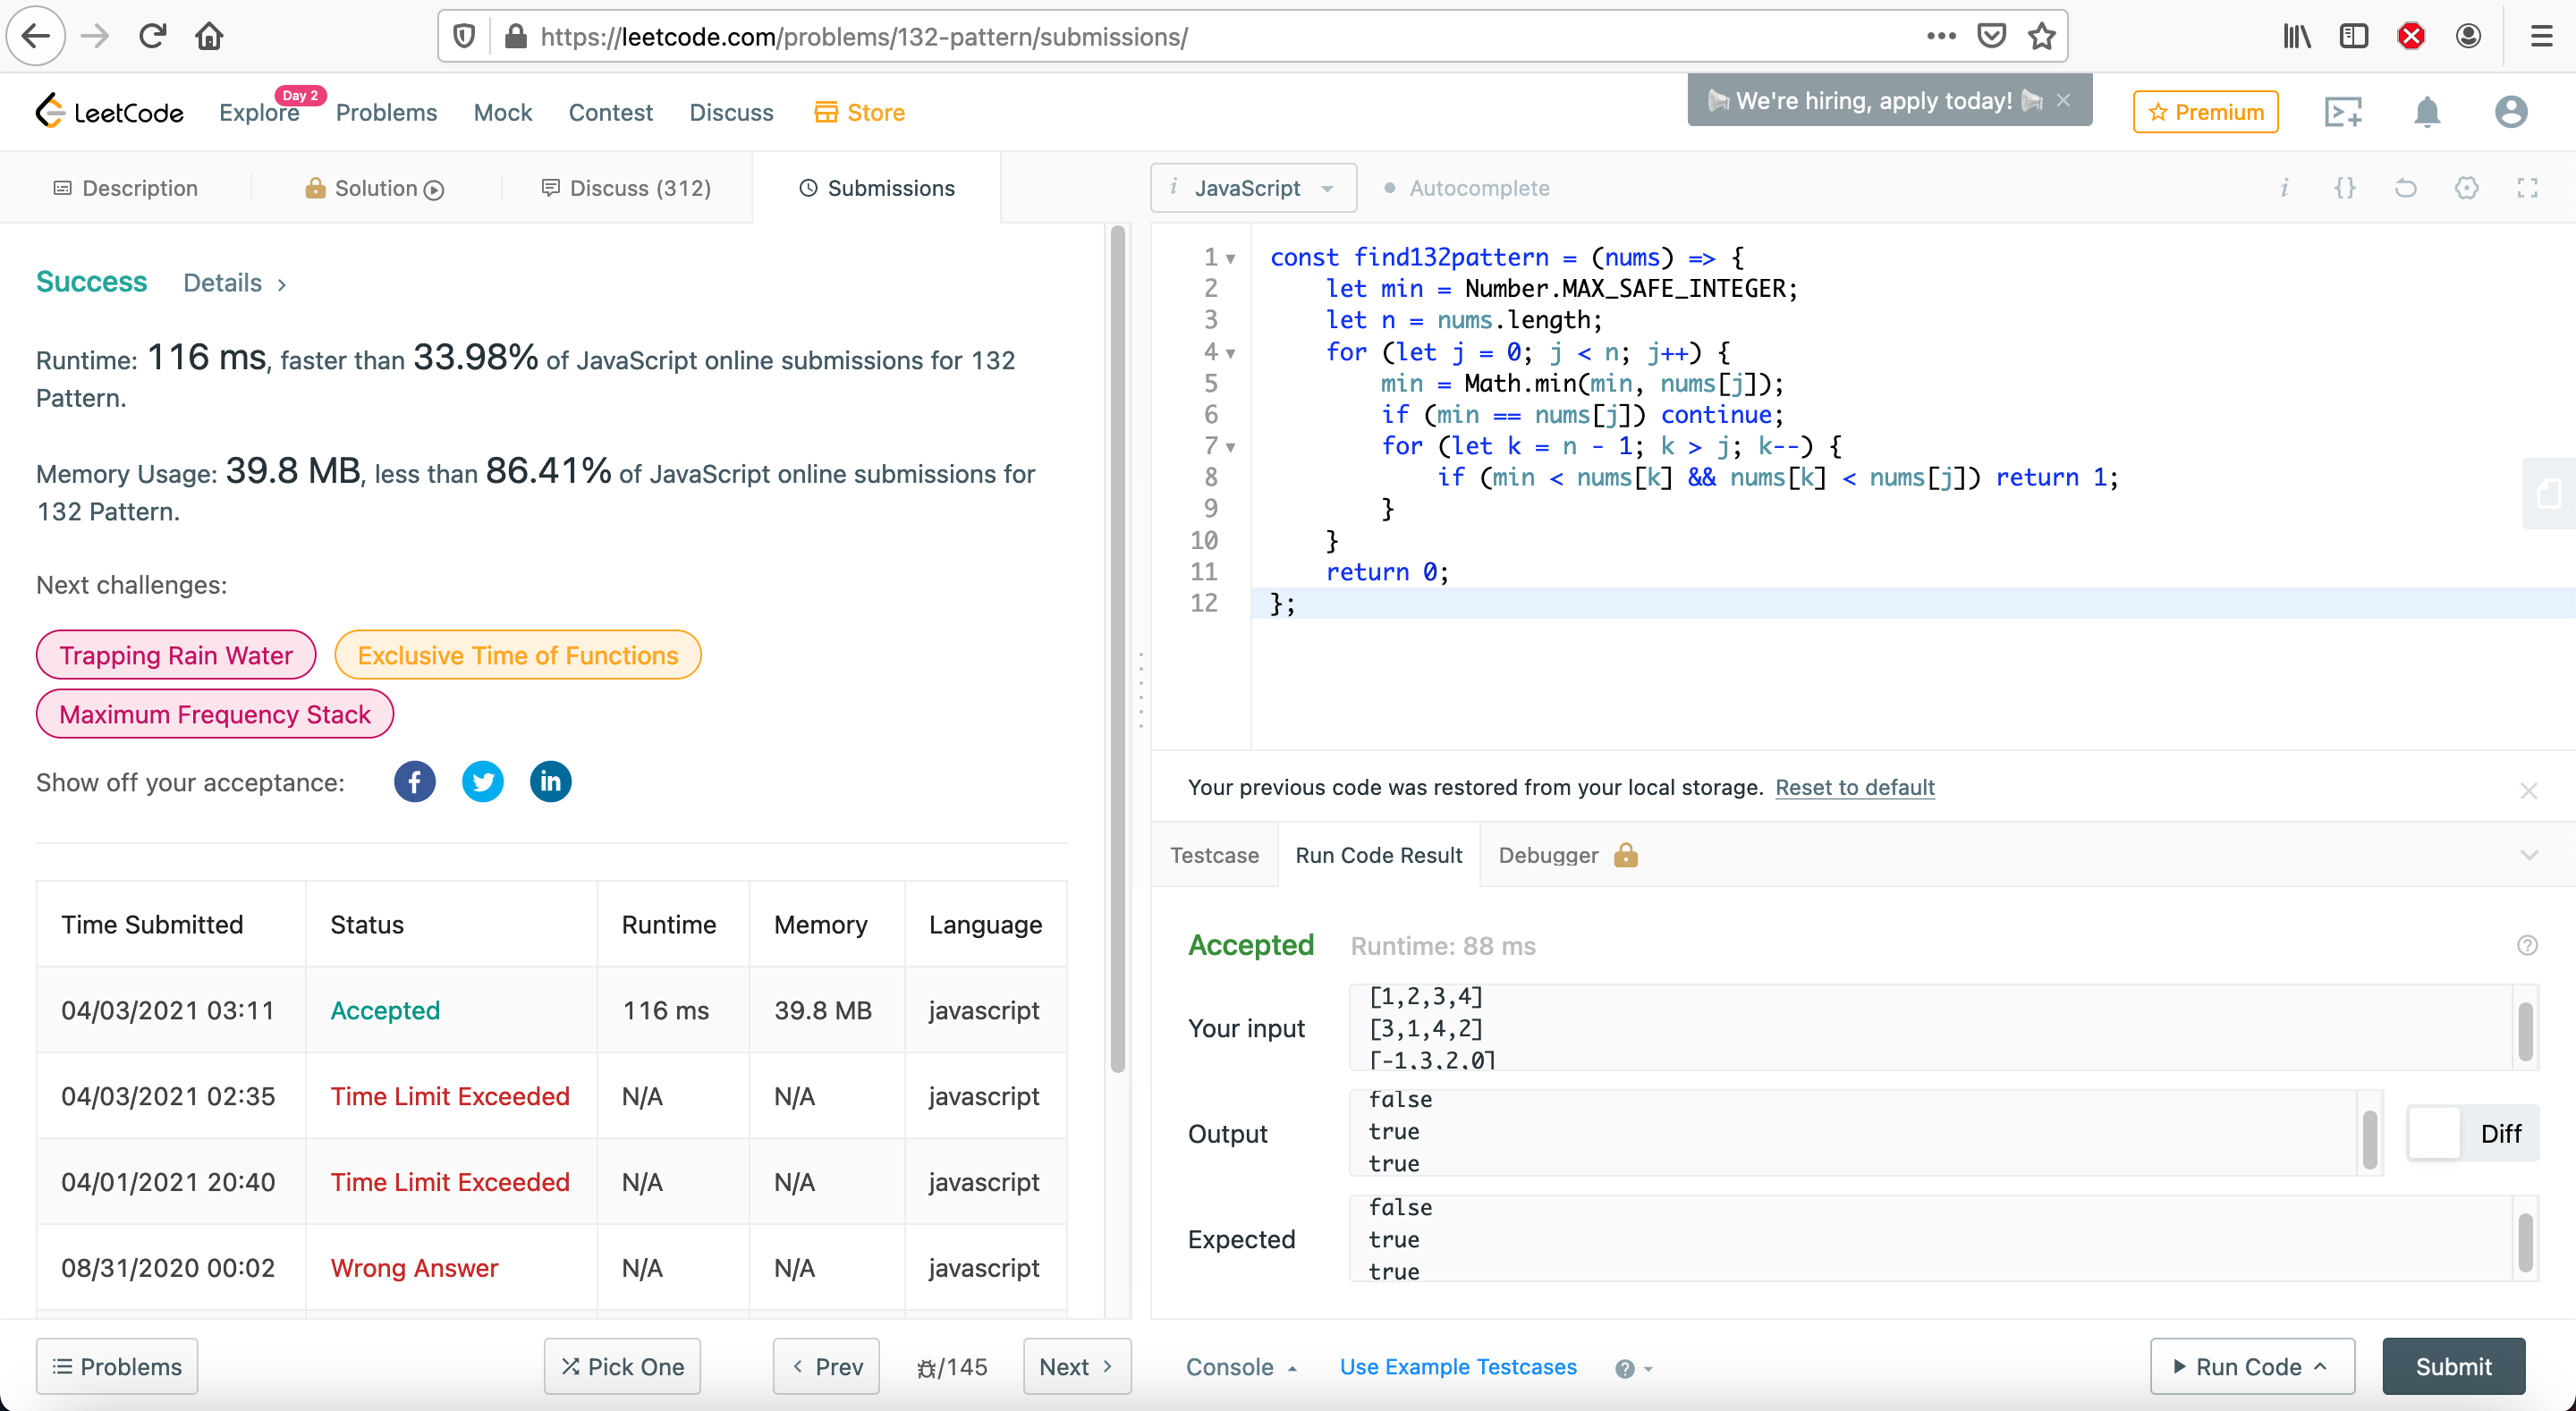 https://leetcode.com/problems/132-pattern/submissions/
LeetCode
Explore
Day 2
Problems
Mock
Contest
Discuss
Store
We're hiring, apply today!
Premium
Description
Solution
Discuss (312)
Submissions
i JavaScript
Autocomplete
i
{}
Success
Details >
Runtime: 116 ms, faster than 33.98% of JavaScript online submissions for 132
Pattern.
Memory Usage: 39.8 MB, less than 86.41% of JavaScript online submissions for
132 Pattern.
Next challenges:
Trapping Rain Water
Exclusive Time of Functions
Maximum Frequency Stack
Show off your acceptance:
Time Submitted Status Runtime Memory Language
04/03/2021 03:11 Accepted 116 ms 39.8 MB javascript
04/03/2021 02:35 Time Limit Exceeded N/A N/A javascript
04/01/2021 20:40 Time Limit Exceeded N/A N/A javascript
08/31/2020 00:02 Wrong Answer N/A N/A javascript
Problems
Pick One
< Prev
/145
Next >
1 const find132pattern = (nums) => {
2 let min = Number.MAX_SAFE_INTEGER;
3 let n = nums.length;
4 for (let j = 0; j < n; j++) {
5 min = Math.min(min, nums[j]);
6 if (min == nums[j]) continue;
7 for (let k = n - 1; k > j; k--) {
8 if (min < nums[k] && nums[k] < nums[j]) return 1;
9 }
10 }
11 return 0;
12 };
Your previous code was restored from your local storage. Reset to default
Testcase
Run Code Result
Debugger
Accepted
Runtime: 88 ms
Your input
[1,2,3,4]
[3,1,4,2]
[-1,3,2,0]
Output
false
true
true
Diff
Expected
false
true
true
Console
Use Example Testcases
Run Code
Submit